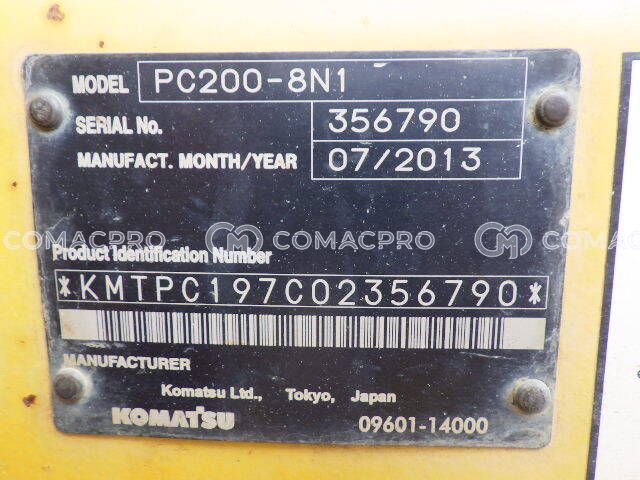 MODEL PC200-8N1
SERIAL No. 356790
MANUFACT. MONTH/YEAR 07/2013
COMACPRO COMACPRO COMACPRO
Product Identification Number
*KMTPC197C02356790*
MANUFACTURER
Komatsu Ltd., Tokyo, Japan
KOMATSU 09601-14000